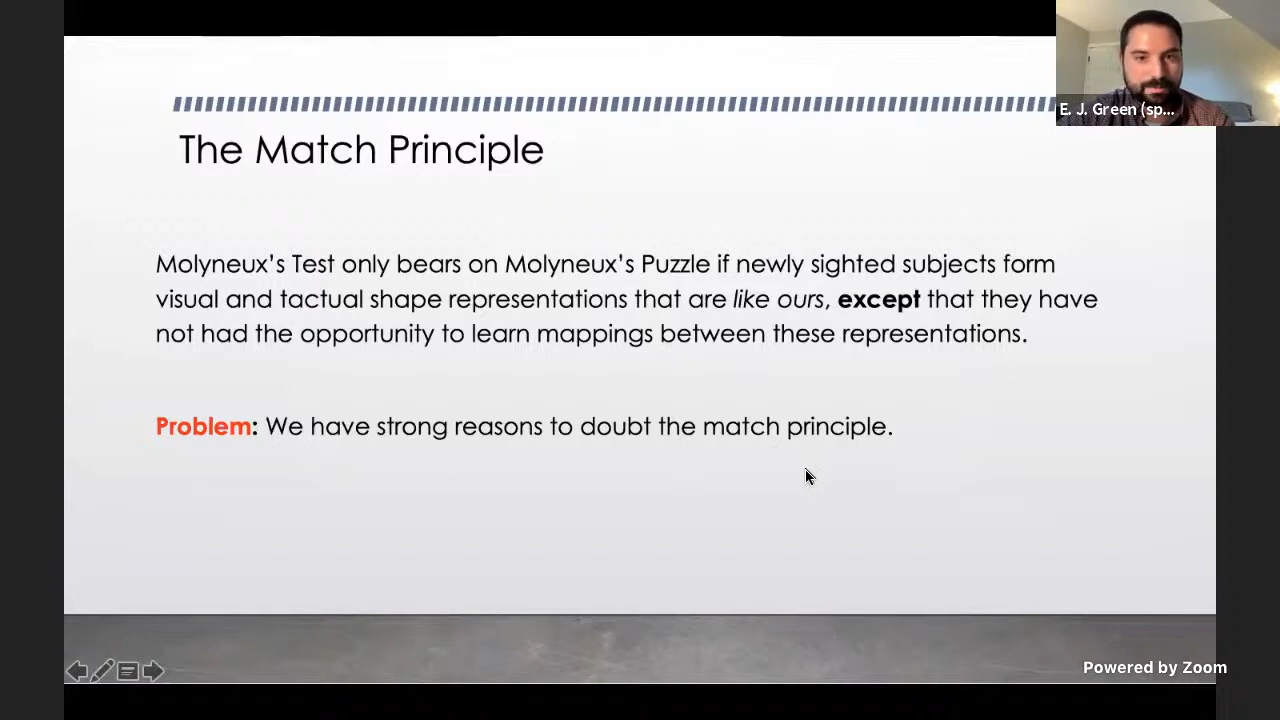 E. J. Green (sp...
The Match Principle
Molyneux’s Test only bears on Molyneux’s Puzzle if newly sighted subjects form
visual and tactual shape representations that are like ours, except that they have
not had the opportunity to learn mappings between these representations.
Problem: We have strong reasons to doubt the match principle.
Powered by Zoom